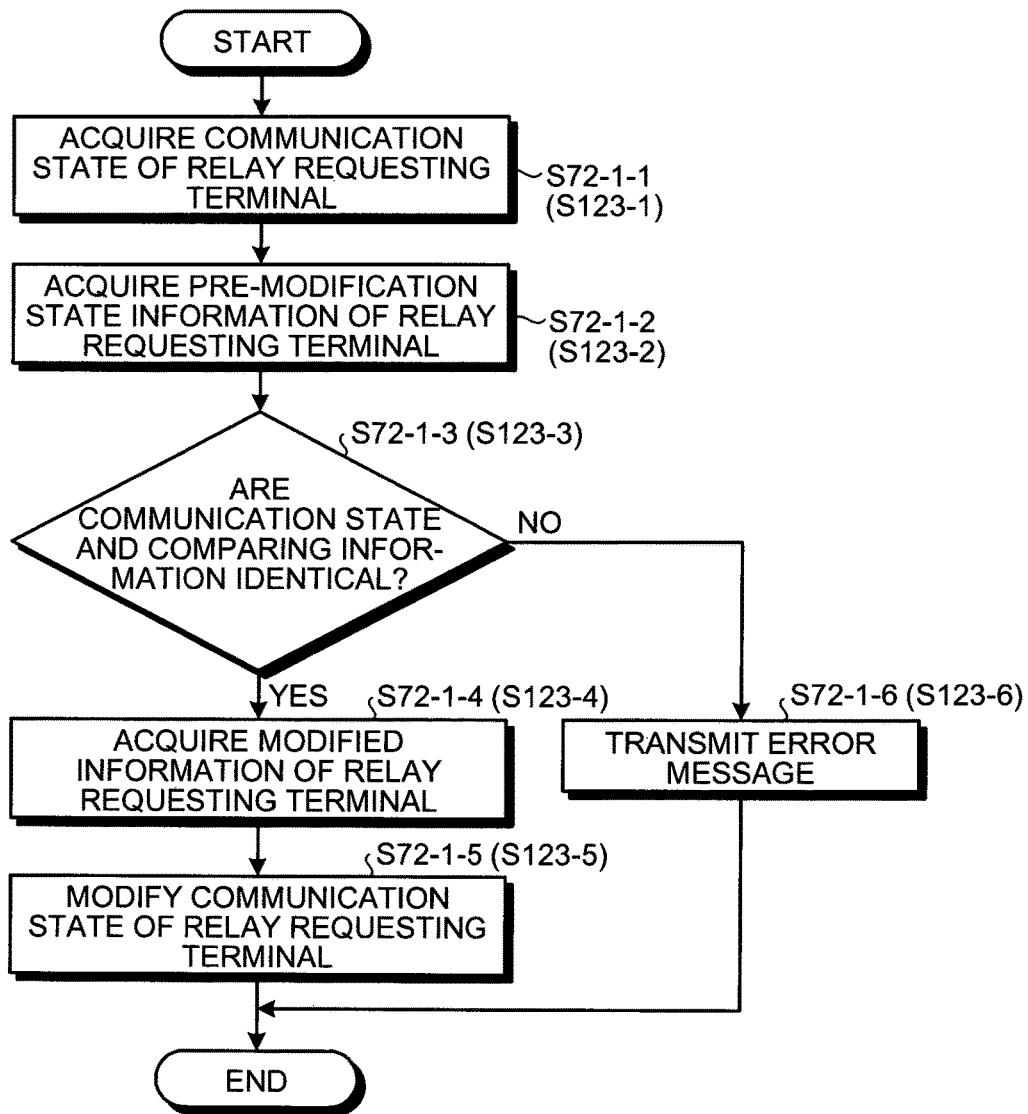 START
ACQUIRE COMMUNICATION
STATE OF RELAY REQUESTING
TERMINAL
S72-1-1
(S123-1)
ACQUIRE PRE-MODIFICATION
STATE INFORMATION OF RELAY
REQUESTING TERMINAL
S72-1-2
(S123-2)
S72-1-3 (S123-3)
ARE
COMMUNICATION STATE
AND COMPARING INFOR-
MATION IDENTICAL?
NO
YES
S72-1-4 (S123-4)
ACQUIRE MODIFIED
INFORMATION OF RELAY
REQUESTING TERMINAL
S72-1-6 (S123-6)
TRANSMIT ERROR
MESSAGE
S72-1-5 (S123-5)
MODIFY COMMUNICATION
STATE OF RELAY REQUESTING
TERMINAL
END